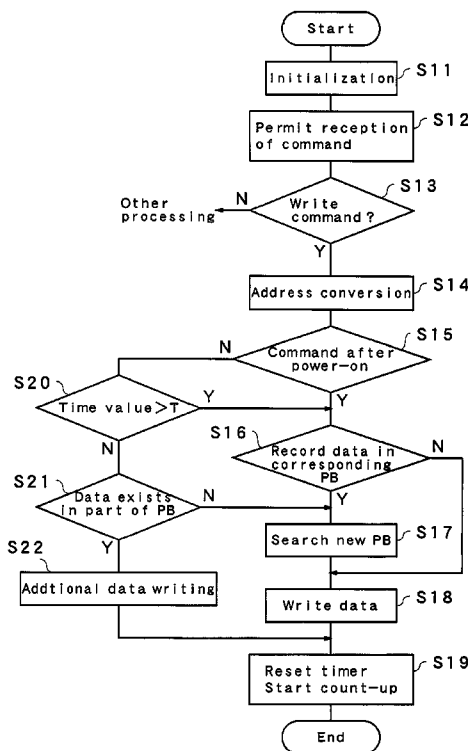 Start
Initialization
S11
Permit reception
of command
S12
Write
command?
S13
N
Other
processing
Y
Address conversion
S14
Command after
power-on
S15
N
Y
S20
Time value>T
Y
N
S16
Record data in
corresponding
PB
N
Y
S21
Data exists
in part of PB
N
Y
Search new PB
S17
S22
Addtional data writing
Write data
S18
Reset timer
Start count-up
S19
End